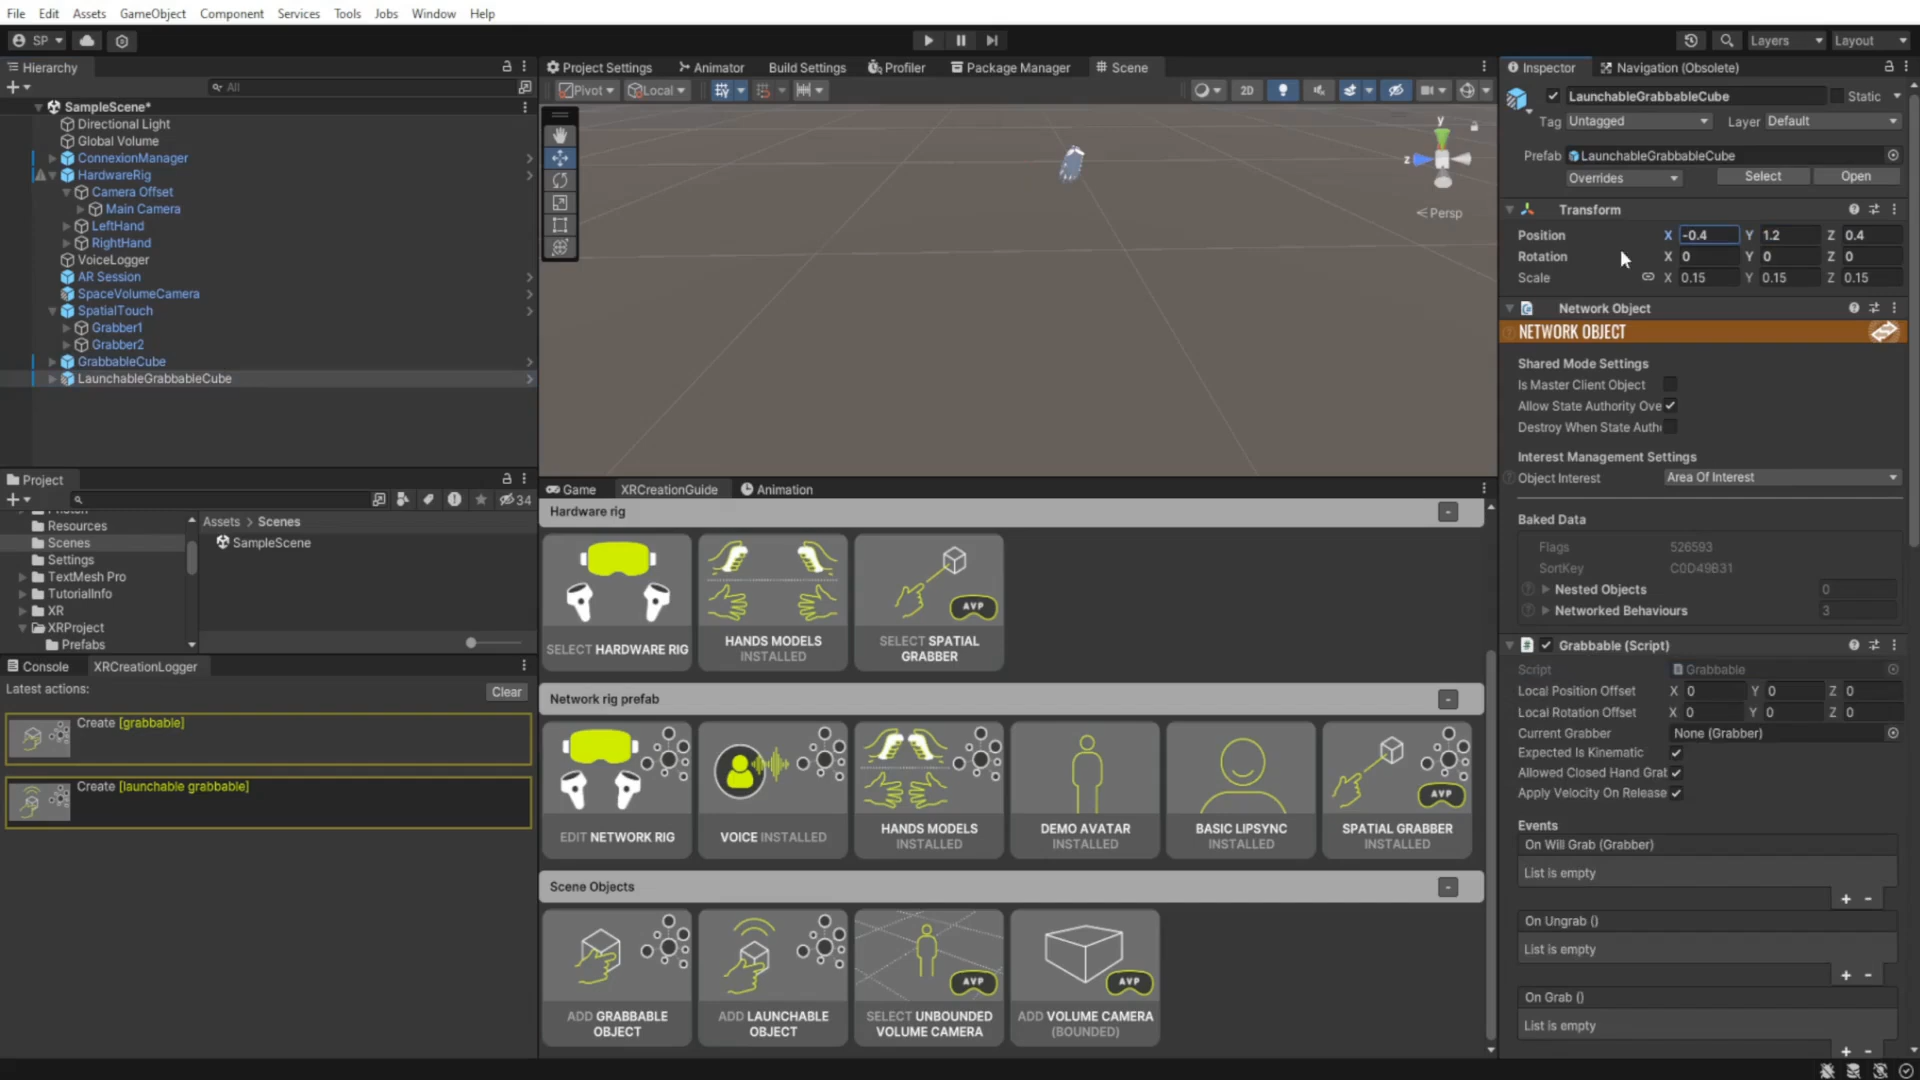 File Edit Assets GameObject Component Services Tools Jobs Window Help
SP Layers Layout
Hierarchy
All
SampleScene*
Directional Light
Global Volume
ConnexionManager
HardwareRig
Camera Offset
Main Camera
LeftHand
RightHand
VoiceLogger
AR Session
SpaceVolumeCamera
SpatialTouch
Grabber1
Grabber2
GrabbableCube
LaunchableGrabbableCube
Project
34
Resources
Scenes
Settings
TextMesh Pro
TutorialInfo
XR
XRProject
Prefabs
Assets > Scenes
SampleScene
Console XRCreationLogger
Latest actions: Clear
Create [grabbable]
Create [launchable grabbable]
Project Settings Animator Build Settings Profiler Package Manager Scene
Pivot Local 2D
y
z
Persp
Game XRCreationGuide Animation
Hardware rig -
SELECT HARDWARE RIG
HANDS MODELS
INSTALLED
AVP
SELECT SPATIAL
GRABBER
Network rig prefab -
EDIT NETWORK RIG
VOICE INSTALLED
HANDS MODELS
INSTALLED
DEMO AVATAR
INSTALLED
BASIC LIPSYNC
INSTALLED
AVP
SPATIAL GRABBER
INSTALLED
Scene Objects -
ADD GRABBABLE
OBJECT
ADD LAUNCHABLE
OBJECT
AVP
SELECT UNBOUNDED
VOLUME CAMERA
AVP
ADD VOLUME CAMERA
(BOUNDED)
Inspector Navigation (Obsolete)
LaunchableGrabbableCube Static
Tag Untagged Layer Default
Prefab LaunchableGrabbableCube
Overrides Select Open
Transform
Position X -0.4 Y 1.2 Z 0.4
Rotation X 0 Y 0 Z 0
Scale X 0.15 Y 0.15 Z 0.15
Network Object
NETWORK OBJECT
Shared Mode Settings
Is Master Client Object
Allow State Authority Ove
Destroy When State Auth
Interest Management Settings
Object Interest Area Of Interest
Baked Data
Flags 526593
SortKey C0D49B31
Nested Objects 0
Networked Behaviours 3
Grabbable (Script)
Script Grabbable
Local Position Offset X 0 Y 0 Z 0
Local Rotation Offset X 0 Y 0 Z 0
Current Grabber None (Grabber)
Expected Is Kinematic
Allowed Closed Hand Grat
Apply Velocity On Release
Events
On Will Grab (Grabber)
List is empty
+ -
On Ungrab ()
List is empty
+ -
On Grab ()
List is empty
+ -